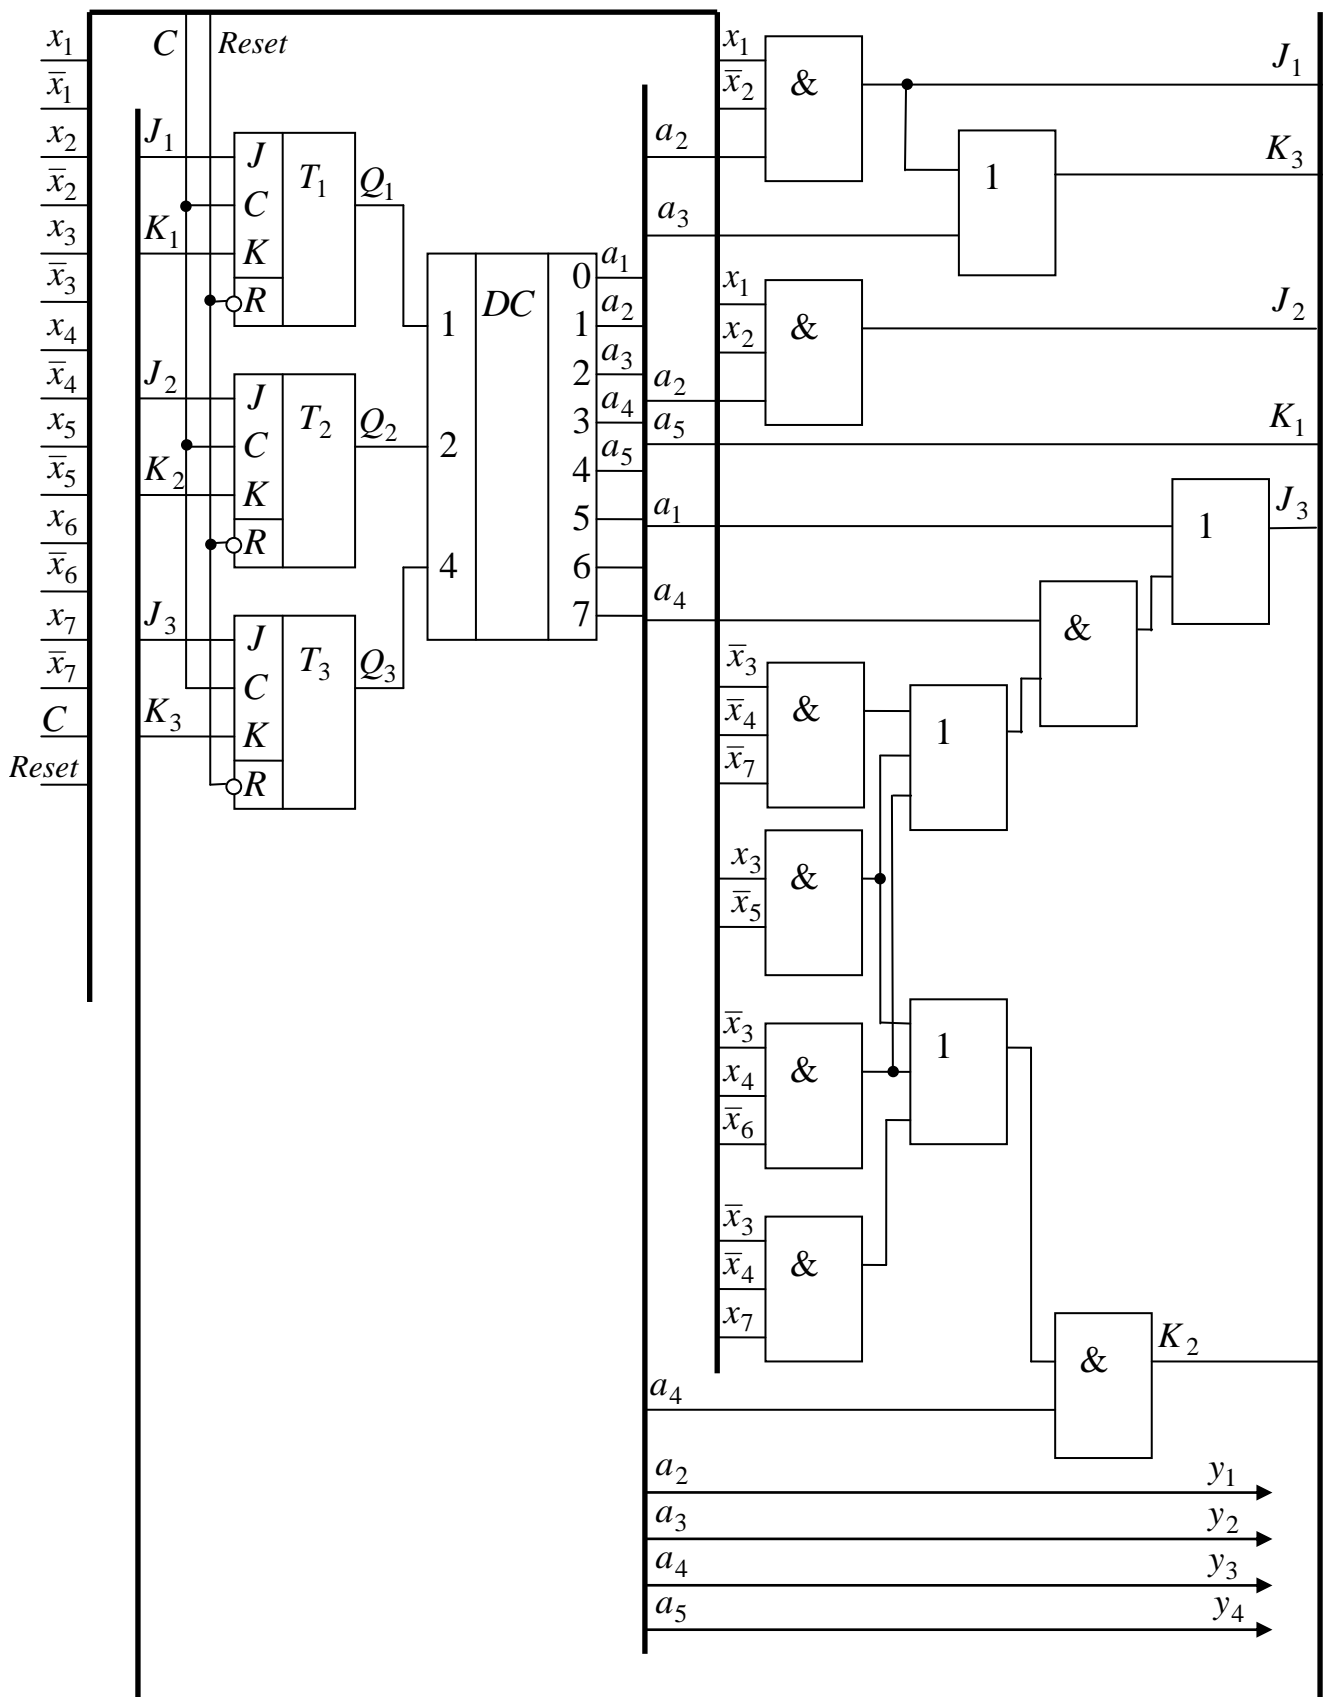 x₁
x̅₁
x₂
x̅₂
x₃
x̅₃
x₄
x̅₄
x₅
x̅₅
x₆
x̅₆
x₇
x̅₇
C
Reset
C Reset
J₁
K₁
J
C
K
R
T₁
Q₁
J₂
K₂
J
C
K
R
T₂
Q₂
J₃
K₃
J
C
K
R
T₃
Q₃
1
2
4
DC
0
1
2
3
4
5
6
7
a₁
a₂
a₃
a₄
a₅
x₁
x̅₂
a₂
&
J₁
a₃
1
K₃
x₁
x₂
a₂
&
J₂
a₅
K₁
a₁
1
J₃
a₄
&
x̅₃
x̅₄
x̅₇
&
1
x₃
x̅₅
&
x̅₃
x₄
x̅₆
&
1
x̅₃
x̅₄
x₇
&
a₄
&
K₂
a₂ y₁
a₃ y₂
a₄ y₃
a₅ y₄